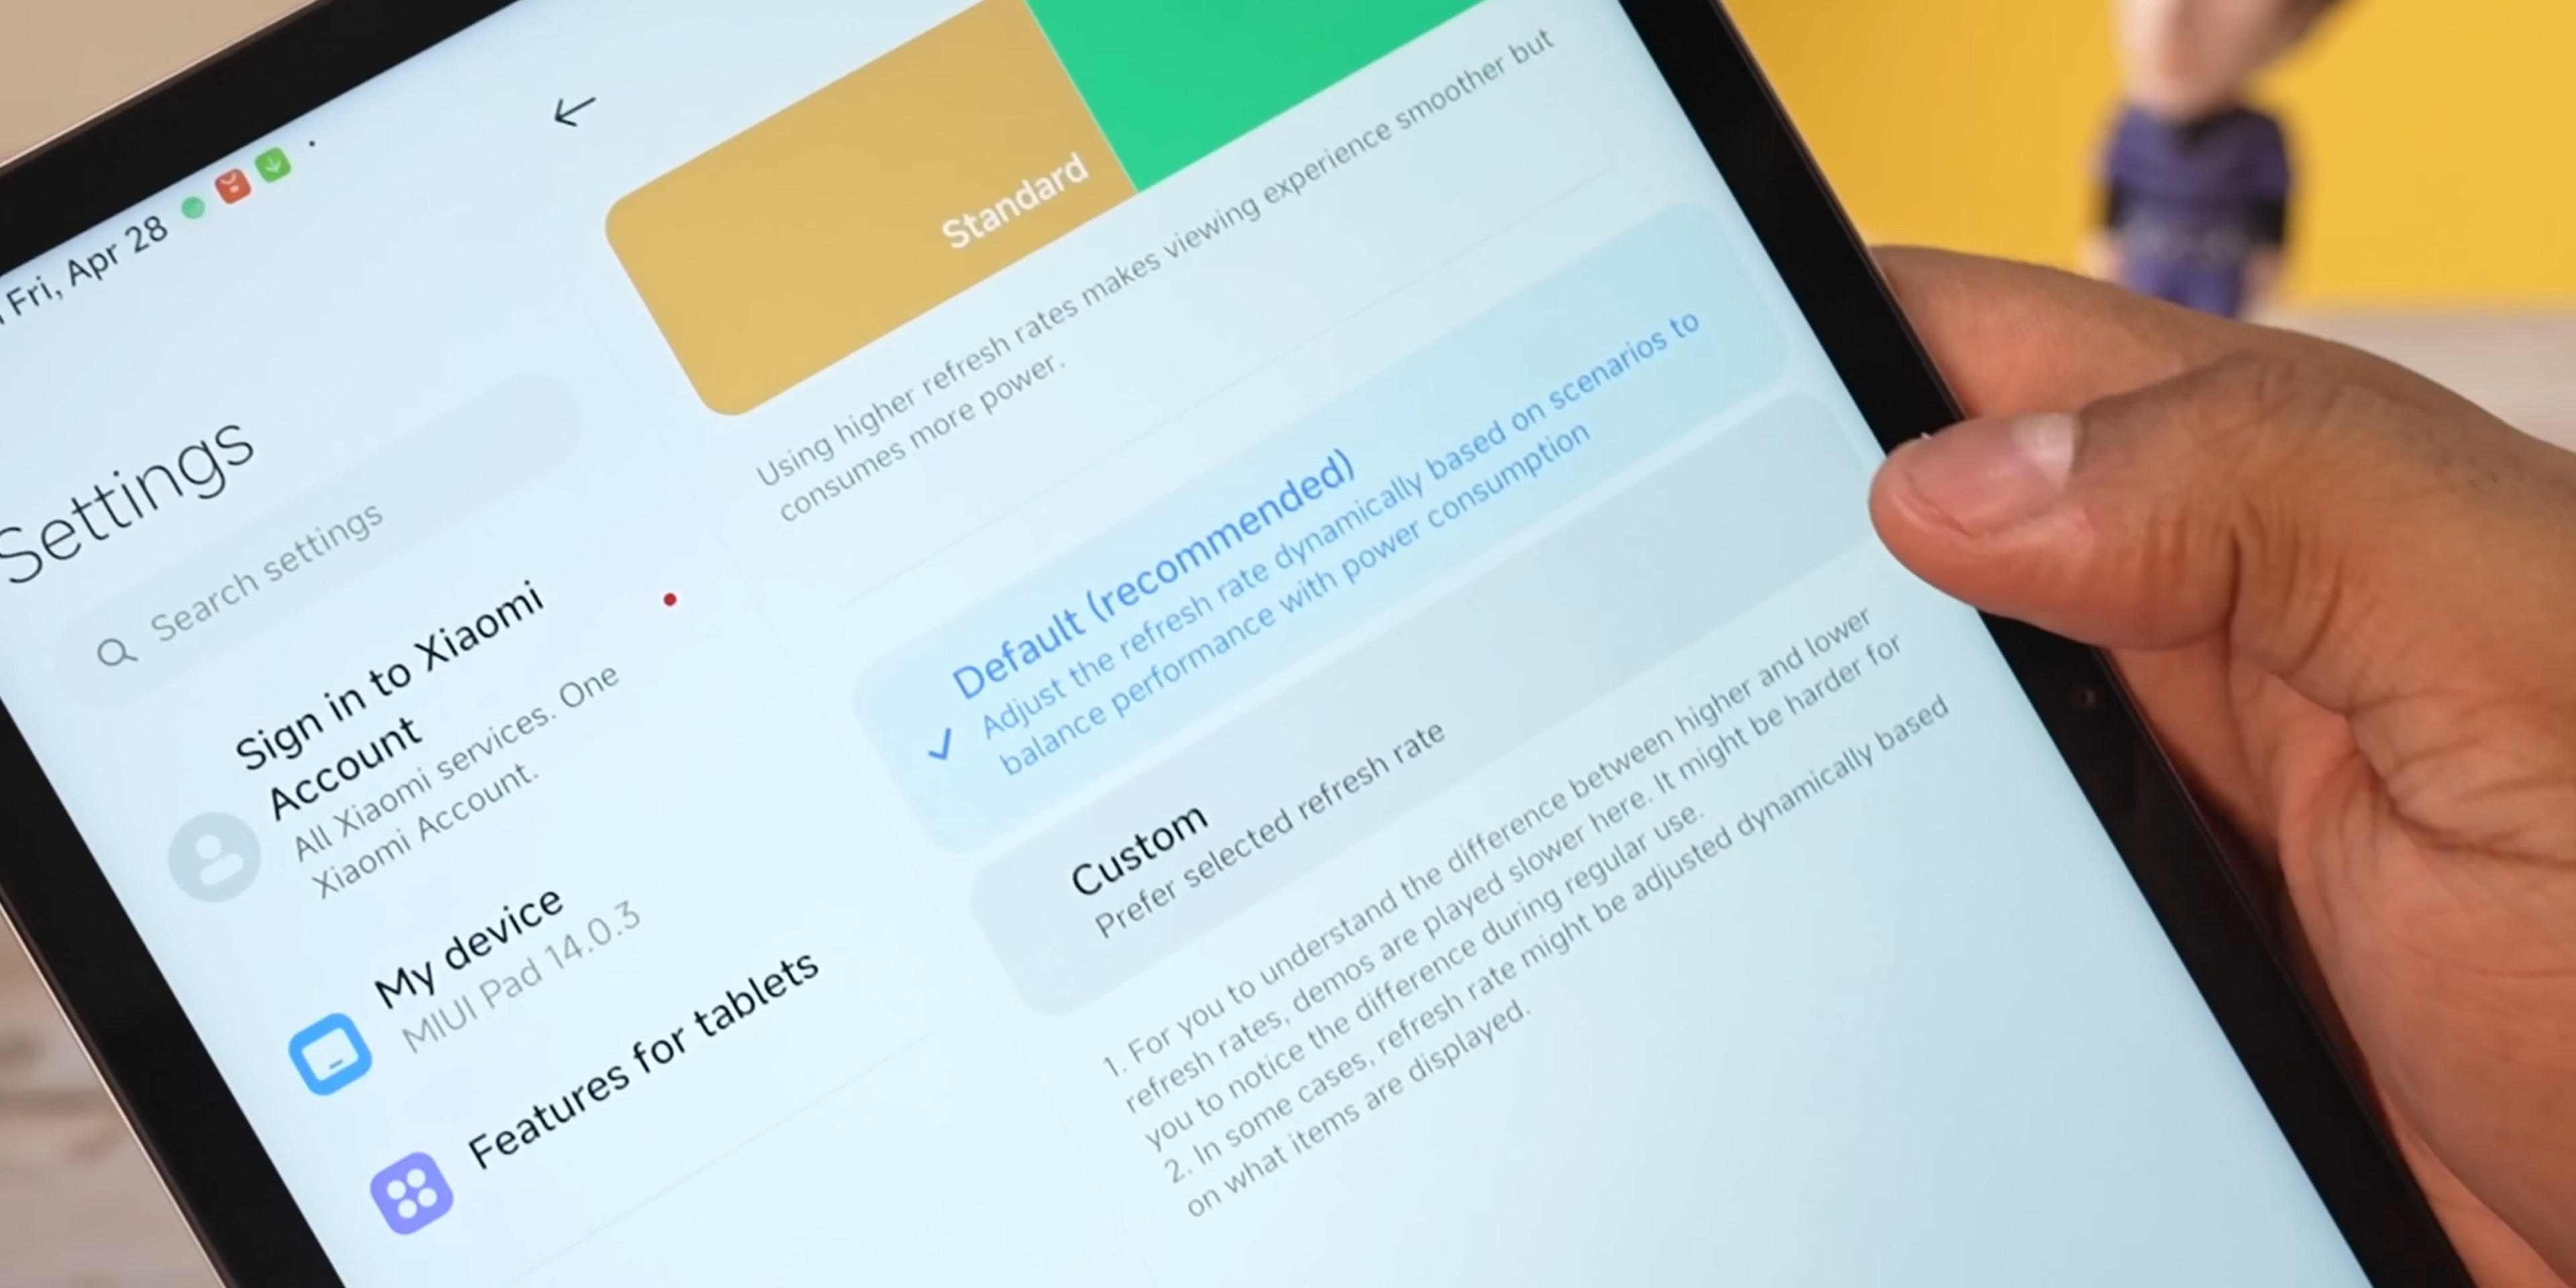 Fri, Apr 28
Settings
Search settings
Sign in to Xiaomi
Account
All Xiaomi services. One
Xiaomi Account.
My device
MIUI Pad 14.0.3
Features for tablets
Standard
Using higher refresh rates makes viewing experience smoother but
consumes more power.
Default (recommended)
Adjust the refresh rate dynamically based on scenarios to
balance performance with power consumption
Custom
Prefer selected refresh rate
1. For you to understand the difference between higher and lower
refresh rates, demos are played slower here. It might be harder for
you to notice the difference during regular use.
2. In some cases, refresh rate might be adjusted dynamically based
on what items are displayed.